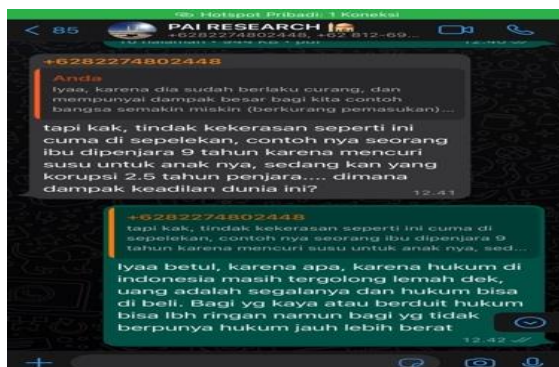 Hotspot Pribadi: 1 Koneksi
< 85 PAI RESEARCH
+6282274802448, +62 812-69...
12.40
+6282274802448
Anda
Iyaa, karena dia sudah berlaku curang, dan
mempunyai dampak besar bagi kita contoh
bangsa semakin miskin (berkurang pemasukan)...
tapi kak, tindak kekerasan seperti ini
cuma di sepelekan, contoh nya seorang
ibu dipenjara 9 tahun karena mencuri
susu untuk anak nya, sedang kan yang
korupsi 2.5 tahun penjara.... dimana
dampak keadilan dunia ini?
12.41
+6282274802448
tapi kak, tindak kekerasan seperti ini cuma di
sepelekan, contoh nya seorang ibu dipenjara 9
tahun karena mencuri susu untuk anak nya, sed...
Iyaa betul, karena apa, karena hukum di
indonesia masih tergolong lemah dek,
uang adalah segalanya dan hukum bisa
di beli. Bagi yg kaya atau berduit hukum
bisa lbh ringan namun bagi yg tidak
berpunya hukum jauh lebih berat
12.42